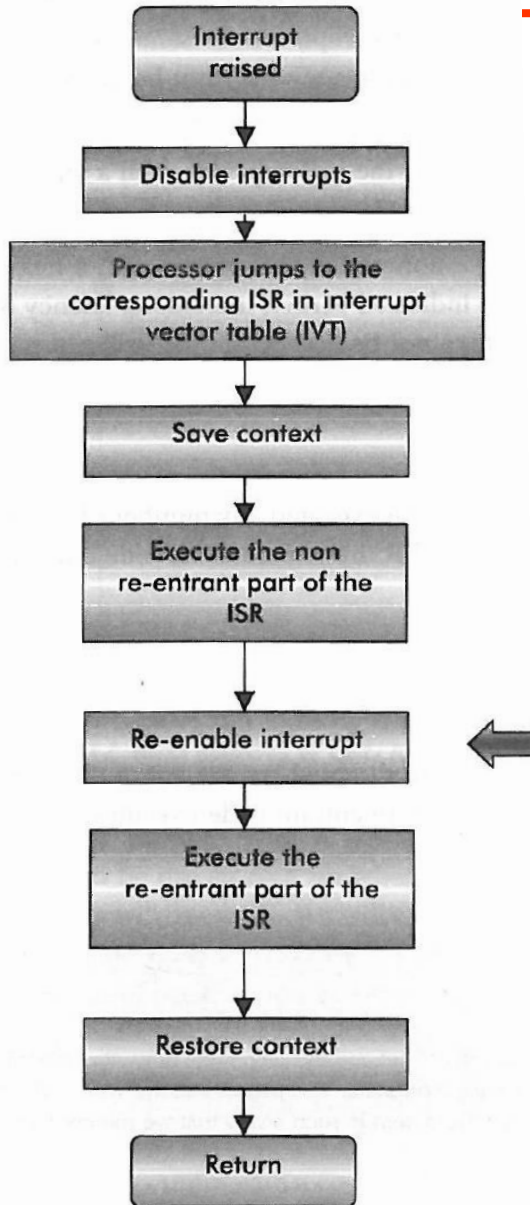 Interrupt
raised
Disable interrupts
Processor jumps to the
corresponding ISR in interrupt
vector table (IVT)
Save context
Execute the non
re-entrant part of the
ISR
Re-enable interrupt
Execute the
re-entrant part of the
ISR
Restore context
Return